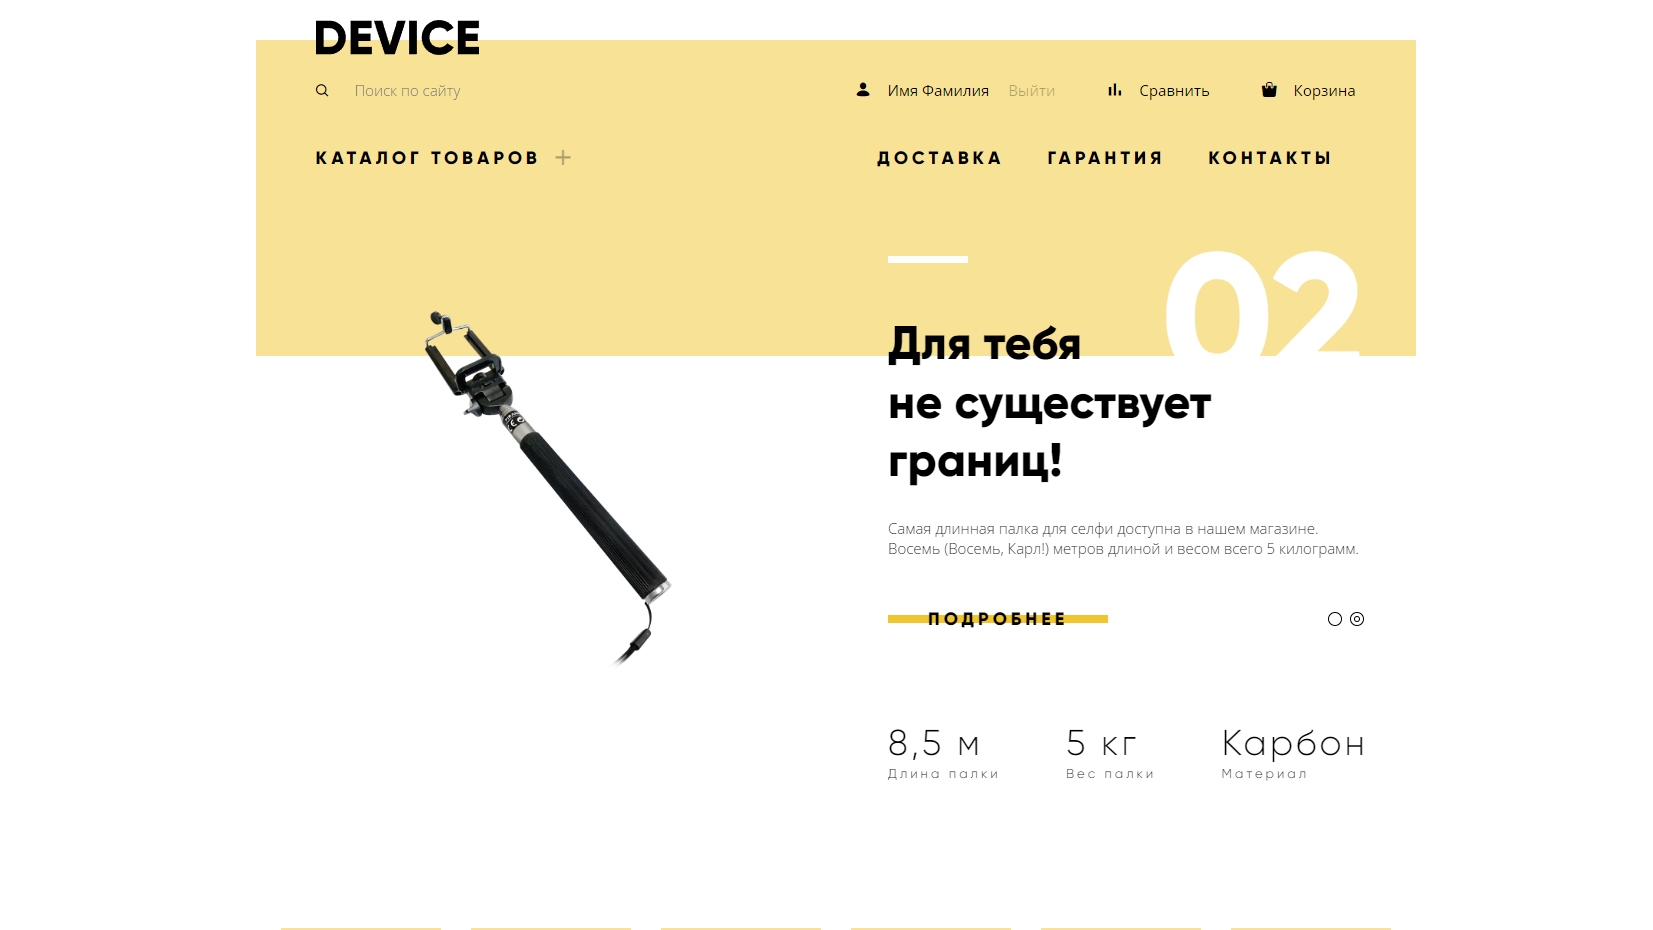 DEVICE
Поиск по сайту
Имя Фамилия Выйти
Сравнить
Корзина
КАТАЛОГ ТОВАРОВ +
ДОСТАВКА
ГАРАНТИЯ
КОНТАКТЫ
02
Для тебя
не существует
границ!
Самая длинная палка для селфи доступна в нашем магазине.
Восемь (Восемь, Карл!) метров длиной и весом всего 5 килограмм.
ПОДРОБНЕЕ
8,5 м
Длина палки
5 кг
Вес палки
Карбон
Материал